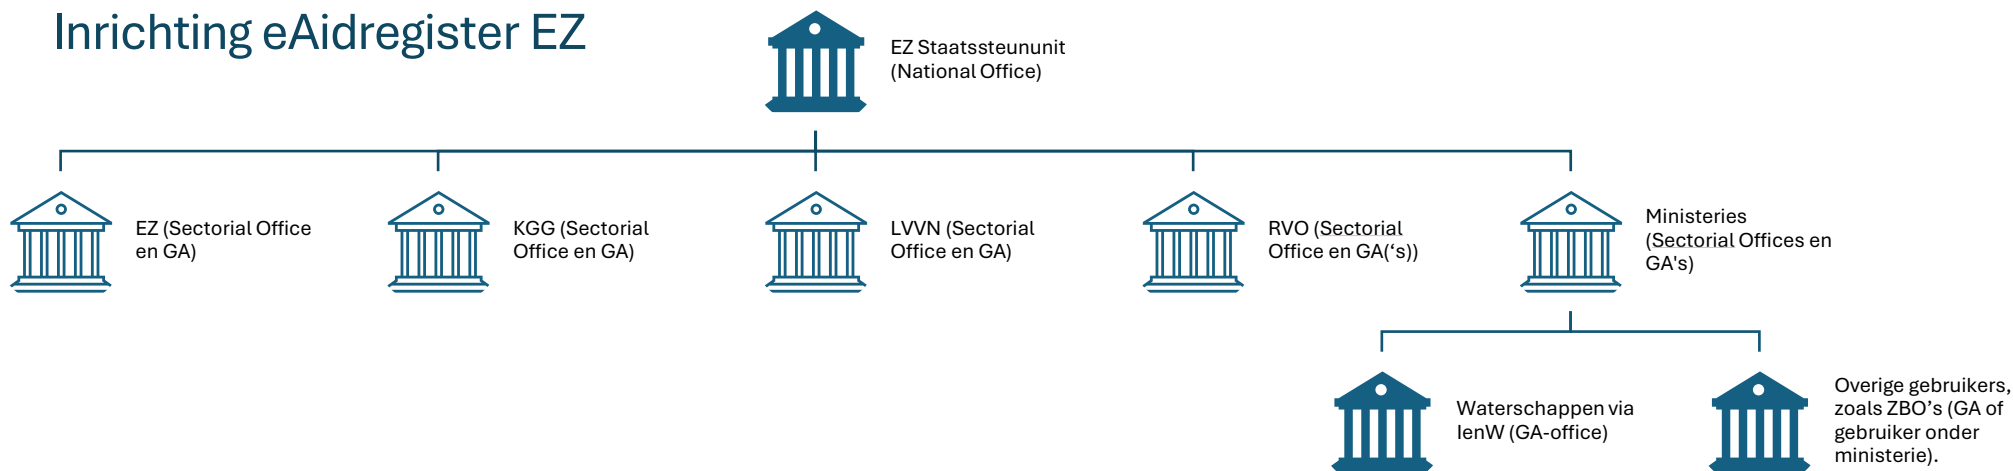 Inrichting eAidregister EZ
EZ Staatssteununit
(National Office)
EZ (Sectorial Office
en GA)
KGG (Sectorial
Office en GA)
LVVN (Sectorial
Office en GA)
RVO (Sectorial
Office en GA(‘s))
Ministeries
(Sectorial Offices en
GA's)
Waterschappen via
IenW (GA-office)
Overige gebruikers,
zoals ZBO’s (GA of
gebruiker onder
ministerie).